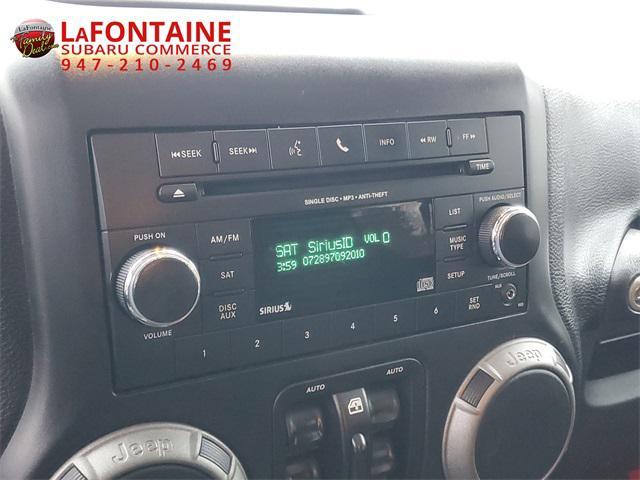 LaFontaine
Family
Deal
LAFONTAINE
SUBARU COMMERCE
947-210-2469
SEEK
SEEK
INFO
RW
FF
TIME
SINGLE DISC • MP3 • ANTI-THEFT
PUSH AUDIO/SELECT
PUSH ON
VOLUME
AM/FM
SAT
DISC
AUX
SAT SiriusID VOL 0
3:59 072897092010
SIRIUS
LIST
MUSIC
TYPE
SETUP
TUNE/SCROLL
AUX
SET
RND
1 2 3 4 5 6
AUTO AUTO
Jeep
Jeep